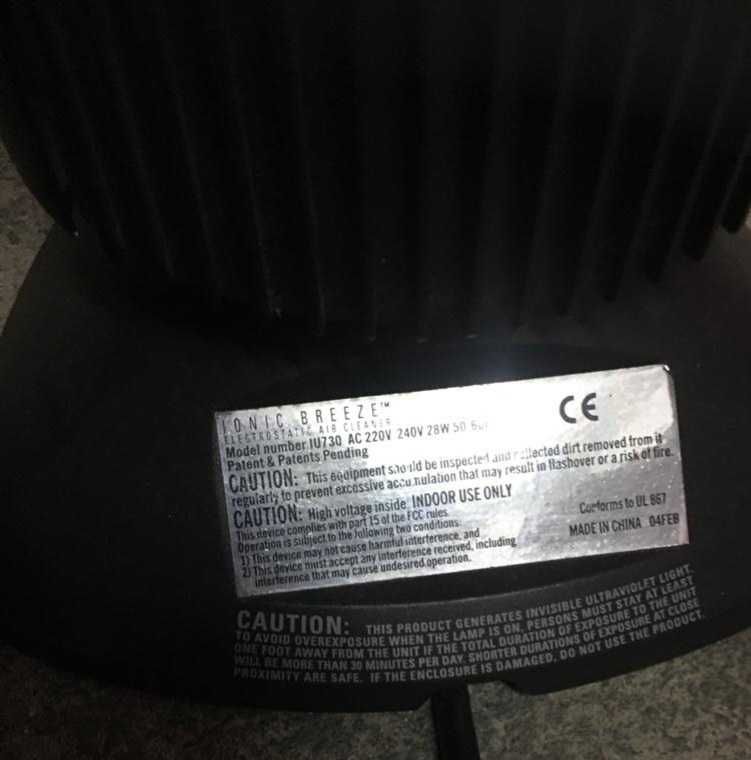 IONIC BREEZE™
CE
ELECTROSTATIC AIR CLEANER
Model number IU730 AC 220V 240V 28W 50
Patent & Patents Pending
CAUTION: This equipment should be inspected and collected dirt removed from it
regularly to prevent excessive accumulation that may result in flashover or a risk of fire.
CAUTION: High voltage inside. INDOOR USE ONLY
This device complies with part 15 of the FCC rules.
Operation is subject to the following two conditions:
1) This device may not cause harmful interference, and
2) This device must accept any interference received, including
interference that may cause undesired operation.
Conforms to UL 867
MADE IN CHINA 04FEB
CAUTION: THIS PRODUCT GENERATES INVISIBLE ULTRAVIOLET LIGHT.
TO AVOID OVEREXPOSURE WHEN THE LAMP IS ON, PERSONS MUST STAY AT LEAST
ONE FOOT AWAY FROM THE UNIT IF THE TOTAL DURATION OF EXPOSURE TO THE UNIT
WILL BE MORE THAN 30 MINUTES PER DAY. SHORTER DURATIONS OF EXPOSURE AT CLOSE
PROXIMITY ARE SAFE. IF THE ENCLOSURE IS DAMAGED, DO NOT USE THE PRODUCT.